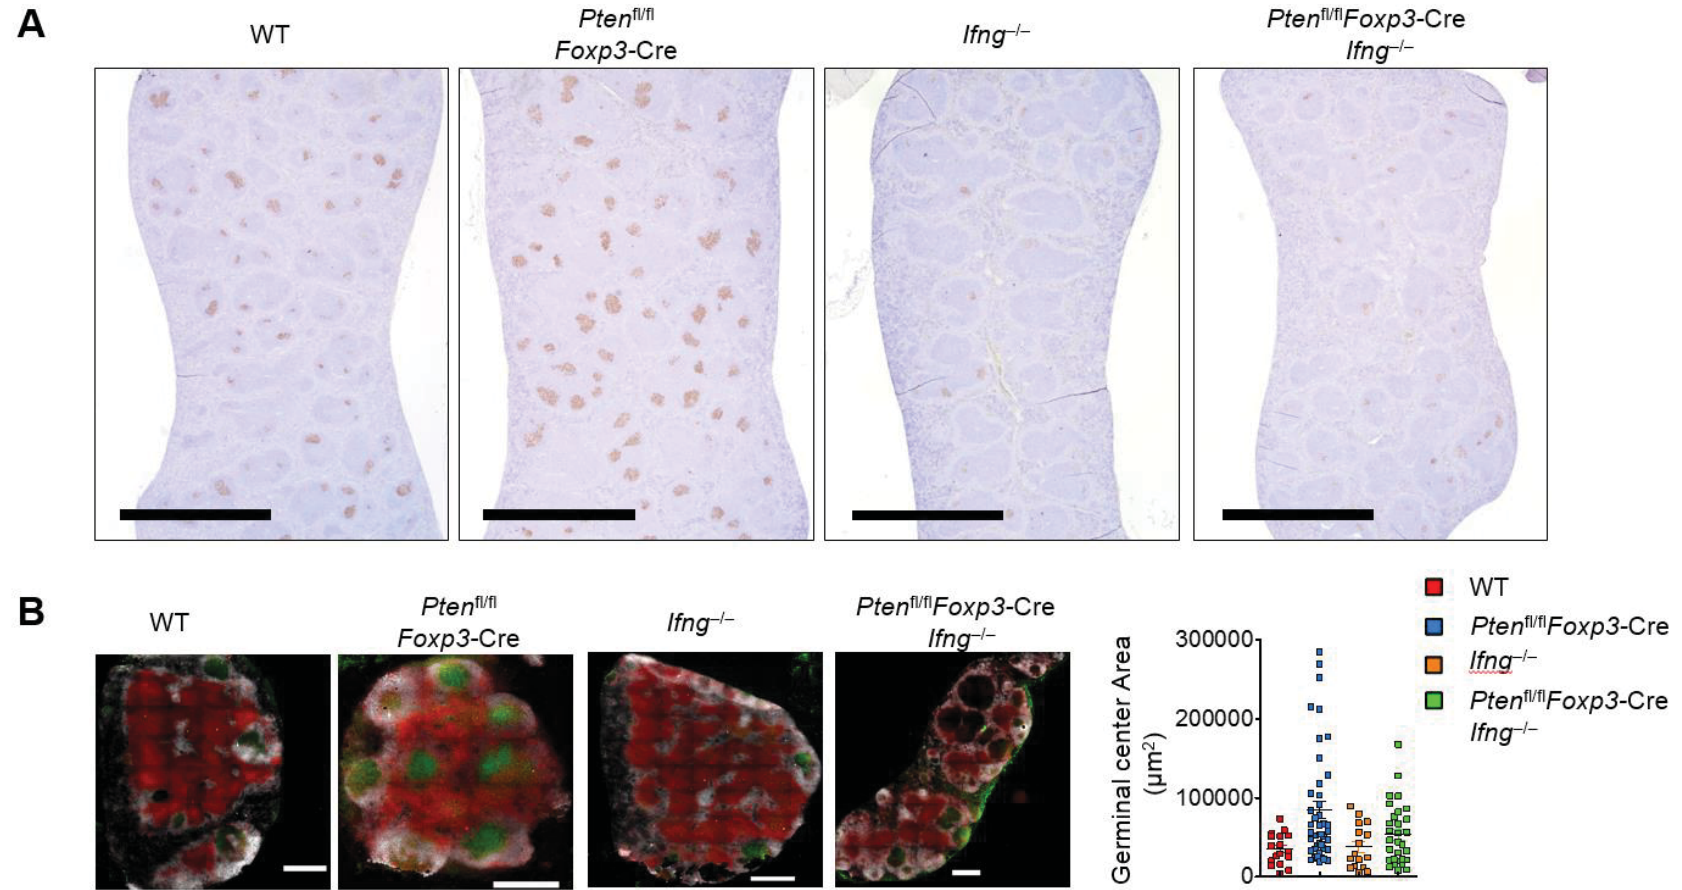 A
WT
Ptenfl/fl
Foxp3-Cre
Ifng–/–
Ptenfl/flFoxp3-Cre
Ifng–/–
B
WT
Ptenfl/fl
Foxp3-Cre
Ifng–/–
Ptenfl/flFoxp3-Cre
Ifng–/–
Germinal center Area
(µm2)
300000
200000
100000
0
WT
Ptenfl/flFoxp3-Cre
Ifng–/–
Ptenfl/flFoxp3-Cre
Ifng–/–